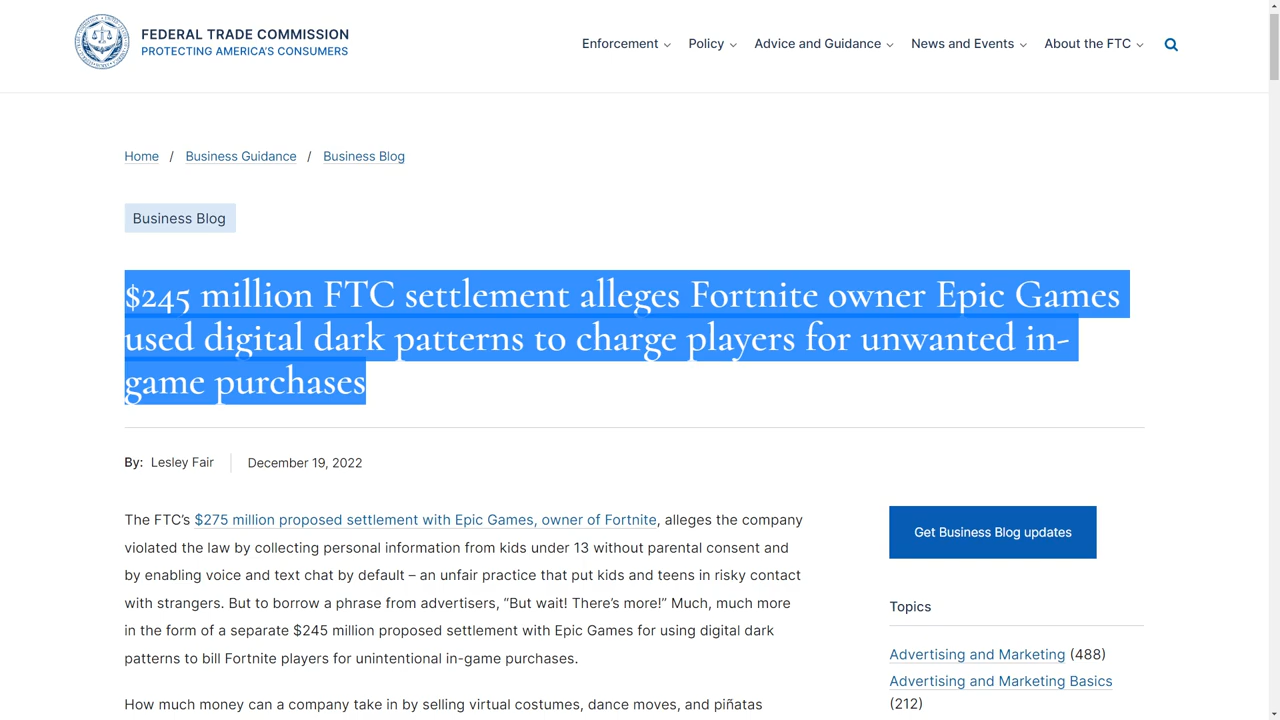 FEDERAL TRADE COMMISSION
PROTECTING AMERICA'S CONSUMERS
Enforcement Policy Advice and Guidance News and Events About the FTC
Home / Business Guidance / Business Blog
Business Blog
$245 million FTC settlement alleges Fortnite owner Epic Games
used digital dark patterns to charge players for unwanted in-
game purchases
By: Lesley Fair December 19, 2022
The FTC's $275 million proposed settlement with Epic Games, owner of Fortnite, alleges the company
violated the law by collecting personal information from kids under 13 without parental consent and
by enabling voice and text chat by default – an unfair practice that put kids and teens in risky contact
with strangers. But to borrow a phrase from advertisers, “But wait! There's more!” Much, much more
in the form of a separate $245 million proposed settlement with Epic Games for using digital dark
patterns to bill Fortnite players for unintentional in-game purchases.
How much money can a company take in by selling virtual costumes, dance moves, and piñatas
Get Business Blog updates
Topics
Advertising and Marketing (488)
Advertising and Marketing Basics
(212)